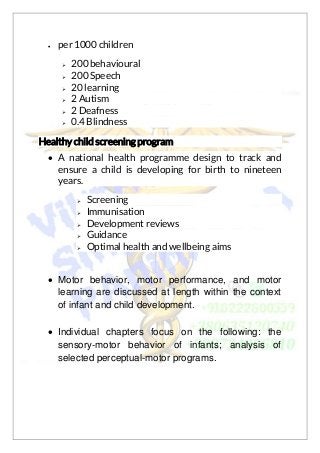 per 1000 children
200 behavioural
200 Speech
20 learning
2 Autism
2 Deafness
0.4 Blindness
Healthy child screening program
A national health programme design to track and
ensure a child is developing for birth to nineteen
years.
Screening
Immunisation
Development reviews
Guidance
Optimal health and wellbeing aims
Motor behavior, motor performance, and motor
learning are discussed at length within the context
of infant and child development.
Individual chapters focus on the following: the
sensory-motor behavior of infants; analysis of
selected perceptual-motor programs.